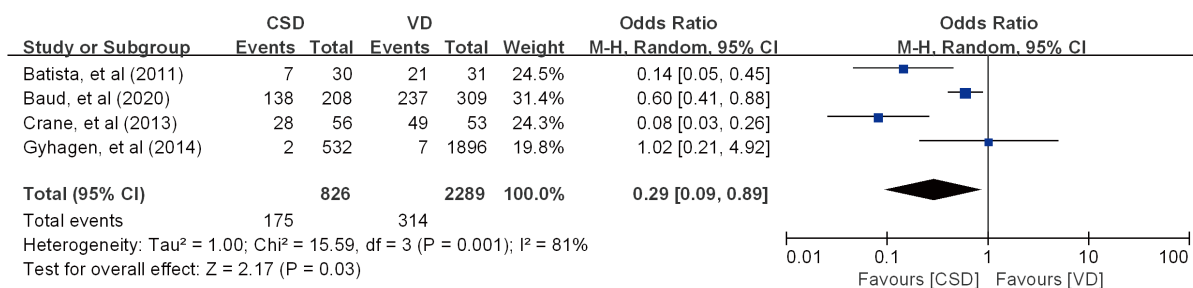 CSD VD Odds Ratio Odds Ratio
Study or Subgroup Events Total Events Total Weight M-H, Random, 95% CI M-H, Random, 95% CI
Batista, et al (2011) 7 30 21 31 24.5% 0.14 [0.05, 0.45]
Baud, et al (2020) 138 208 237 309 31.4% 0.60 [0.41, 0.88]
Crane, et al (2013) 28 56 49 53 24.3% 0.08 [0.03, 0.26]
Gyhagen, et al (2014) 2 532 7 1896 19.8% 1.02 [0.21, 4.92]
Total (95% CI) 826 2289 100.0% 0.29 [0.09, 0.89]
Total events 175 314
Heterogeneity: Tau² = 1.00; Chi² = 15.59, df = 3 (P = 0.001); I² = 81%
Test for overall effect: Z = 2.17 (P = 0.03)
0.01 0.1 1 10 100
Favours [CSD] Favours [VD]